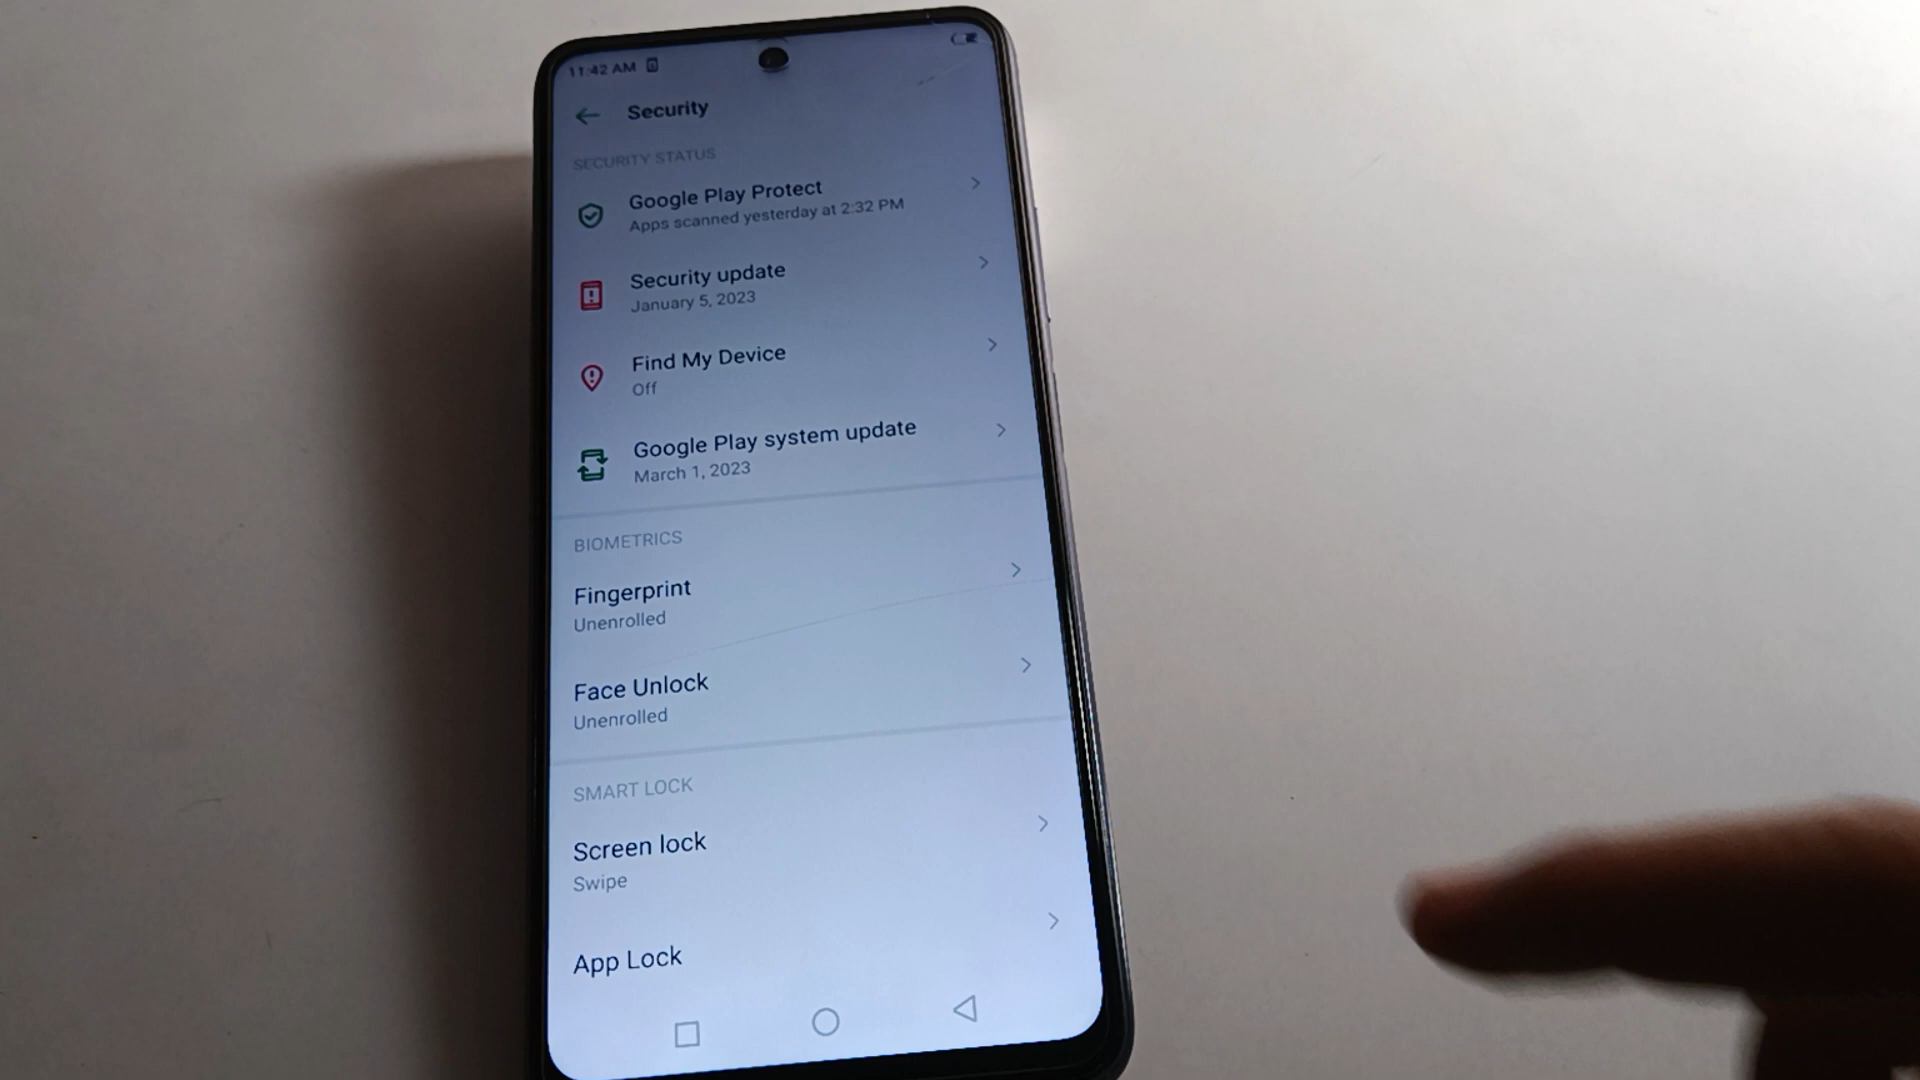 11:42 AM
Security
SECURITY STATUS
Google Play Protect
Apps scanned yesterday at 2:32 PM
Security update
January 5, 2023
Find My Device
Off
Google Play system update
March 1, 2023
BIOMETRICS
Fingerprint
Unenrolled
Face Unlock
Unenrolled
SMART LOCK
Screen lock
Swipe
App Lock